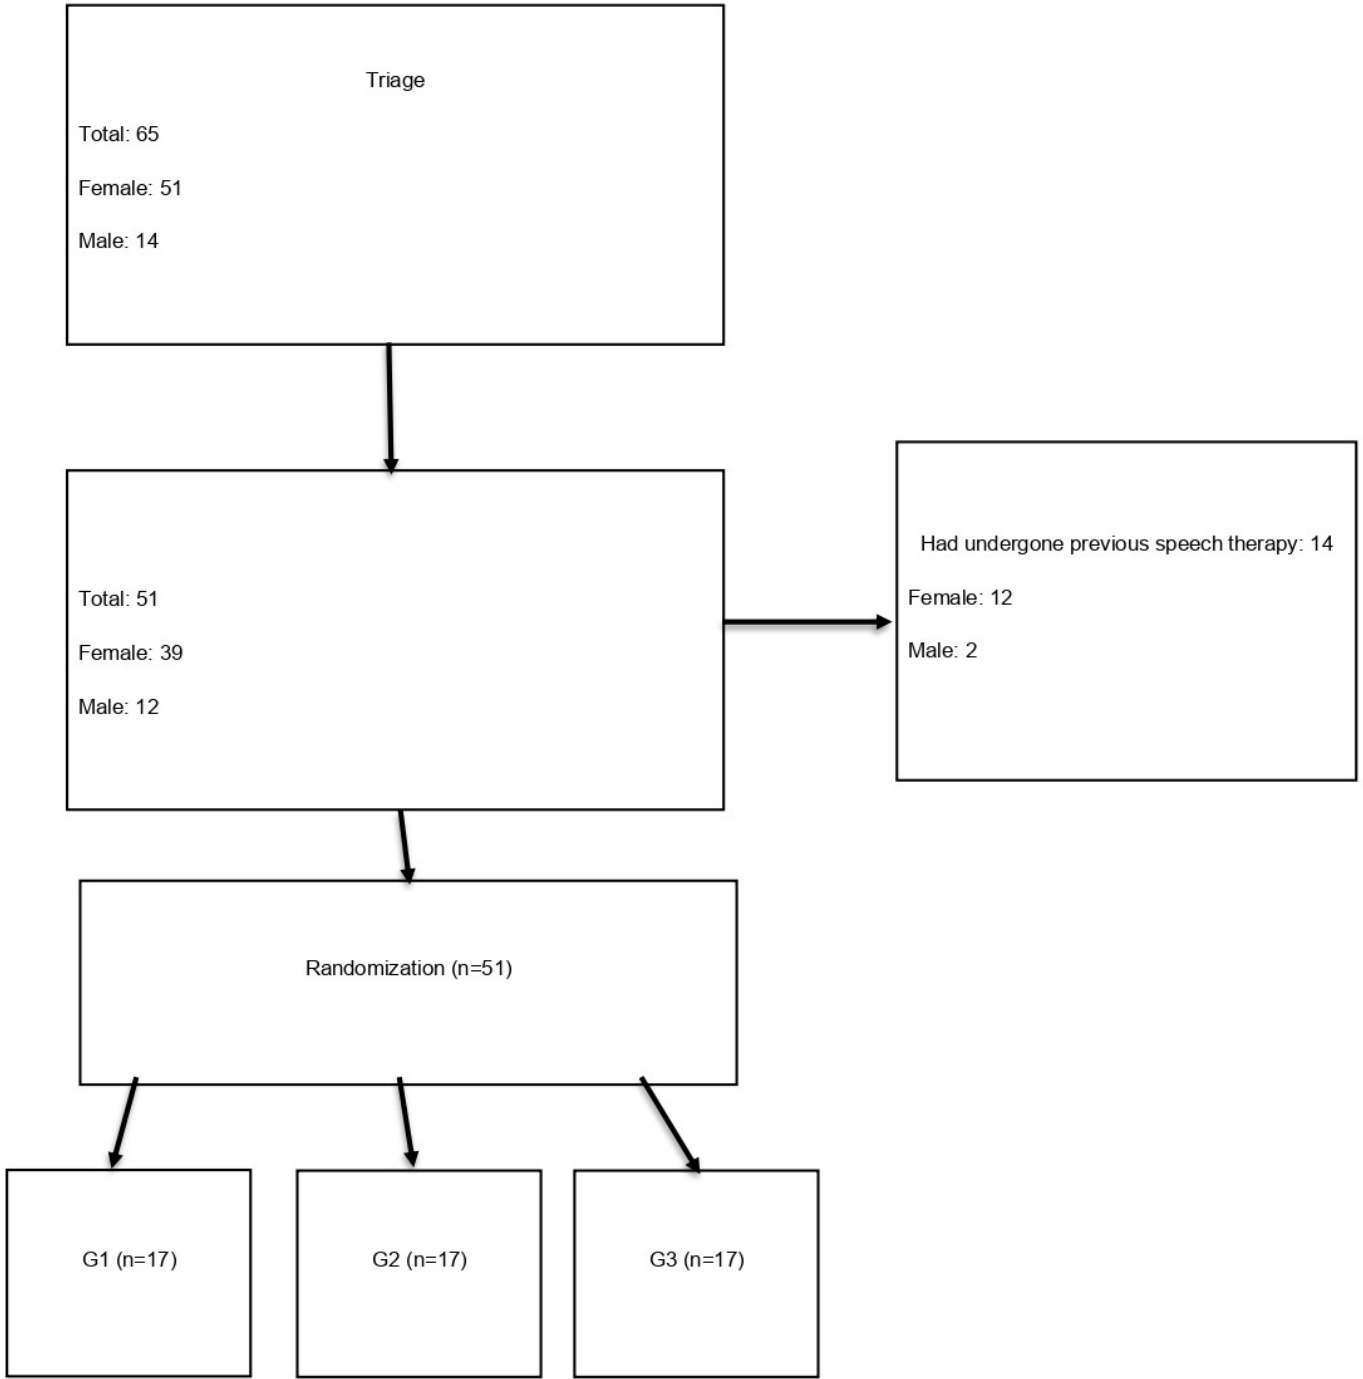 Triage
Total: 65
Female: 51
Male: 14
Total: 51
Female: 39
Male: 12
Had undergone previous speech therapy: 14
Female: 12
Male: 2
Randomization (n=51)
G1 (n=17)
G2 (n=17)
G3 (n=17)